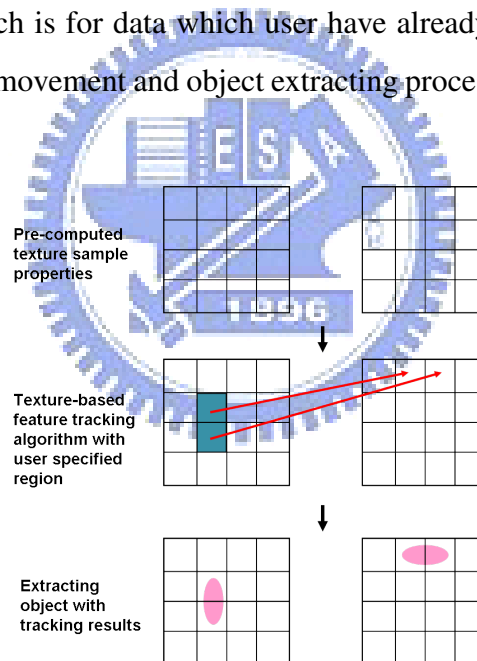 ch is for data which user have already
movement and object extracting proce
E S A
Pre-computed
texture sample
properties
1996
Texture-based
feature tracking
algorithm with
user specified
region
Extracting
object with
tracking results